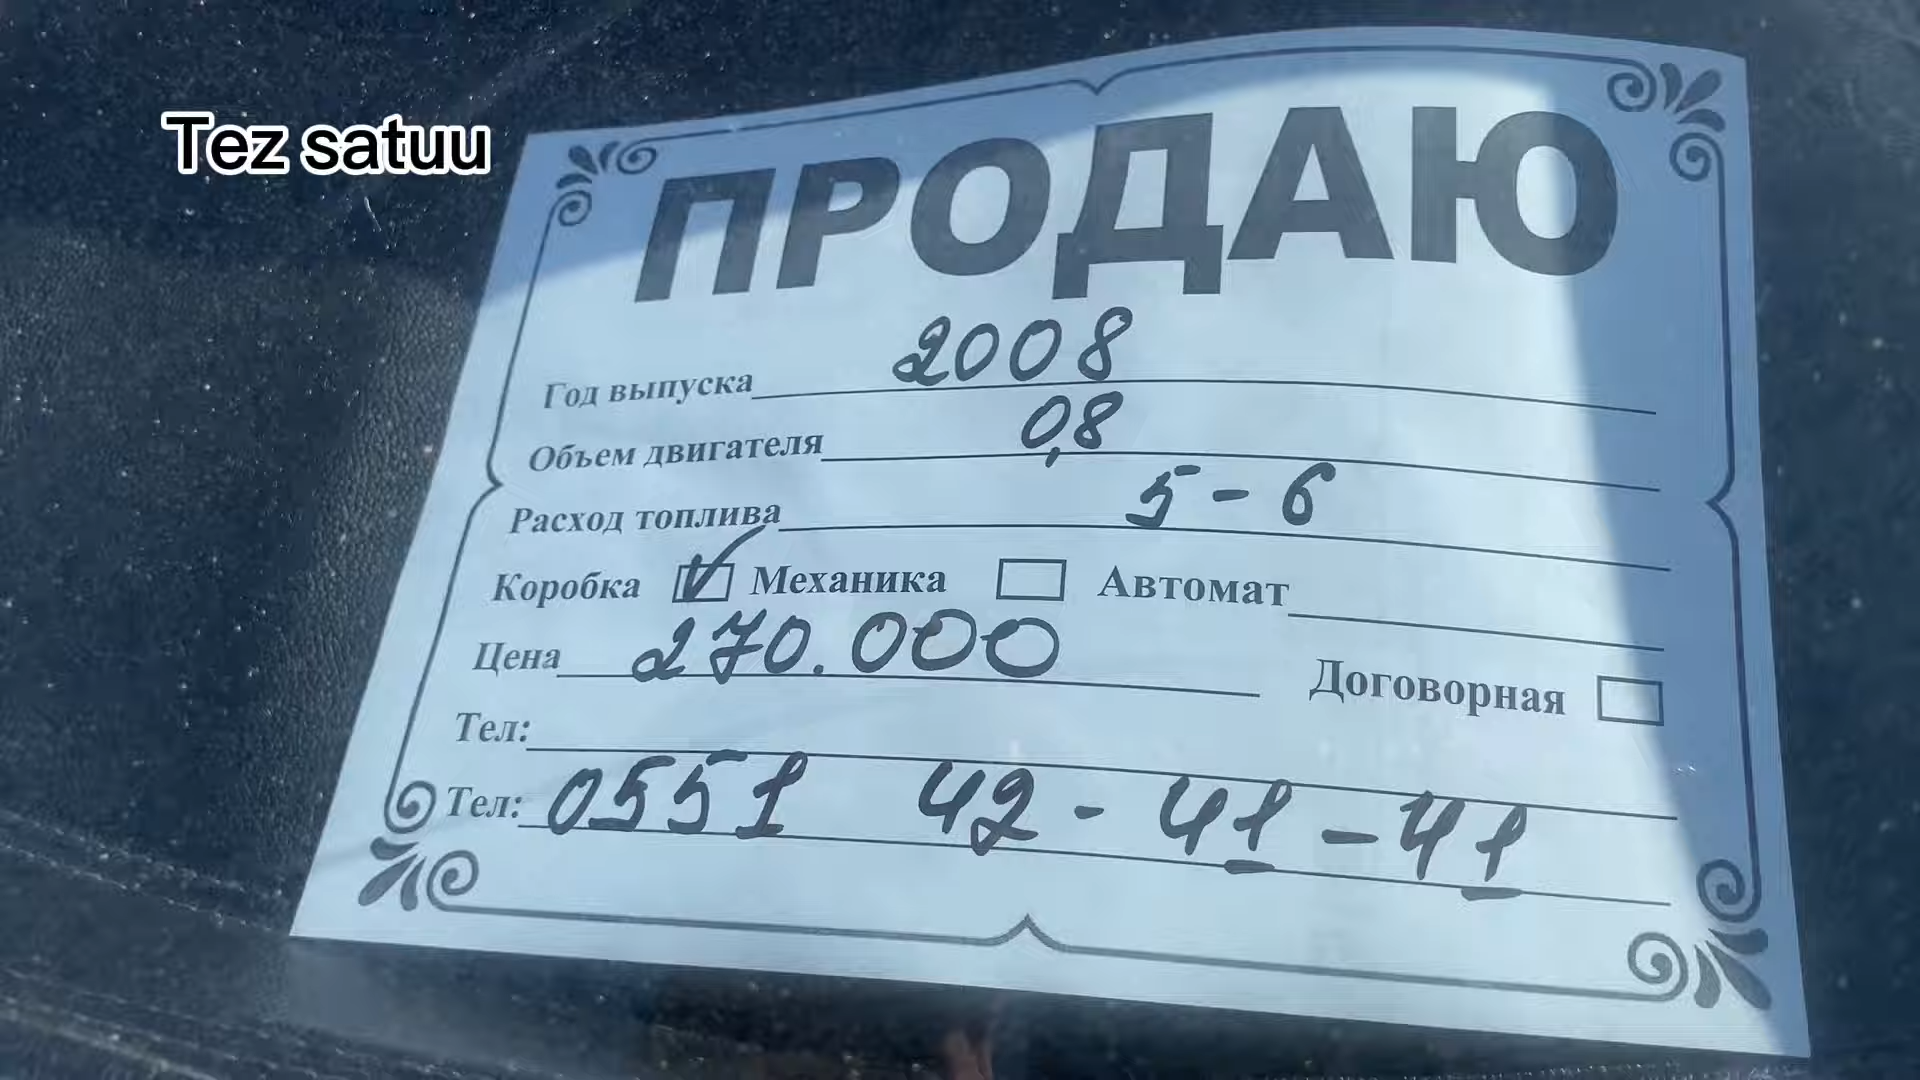 Tez satuu
ПРОДАЮ
Год выпуска 2008
Объем двигателя 0,8
Расход топлива 5-6
Коробка ✓ Механика Автомат
Цена 270.000 Договорная
Тел:
Тел: 0551 42-41-41